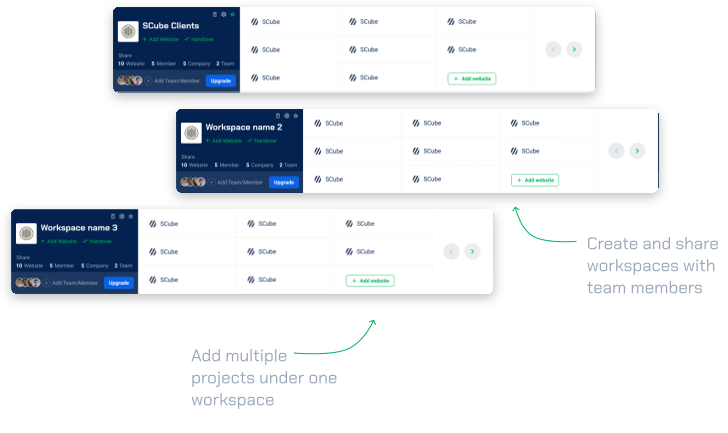 SCube Clients
+ Add Website Handover
Share
10 Website 5 Member 5 Company 2 Team
+ Add Team/Member Upgrade
SCube SCube SCube
SCube SCube SCube
SCube SCube + Add website
Workspace name 2
+ Add Website Handover
Share
10 Website 5 Member 5 Company 2 Team
+ Add Team/Member Upgrade
SCube SCube SCube
SCube SCube SCube
SCube SCube + Add website
Workspace name 3
+ Add Website Handover
Share
10 Website 5 Member 5 Company 2 Team
+ Add Team/Member Upgrade
SCube SCube SCube
SCube SCube SCube
SCube SCube + Add website
Create and share
workspaces with
team members
Add multiple
projects under one
workspace